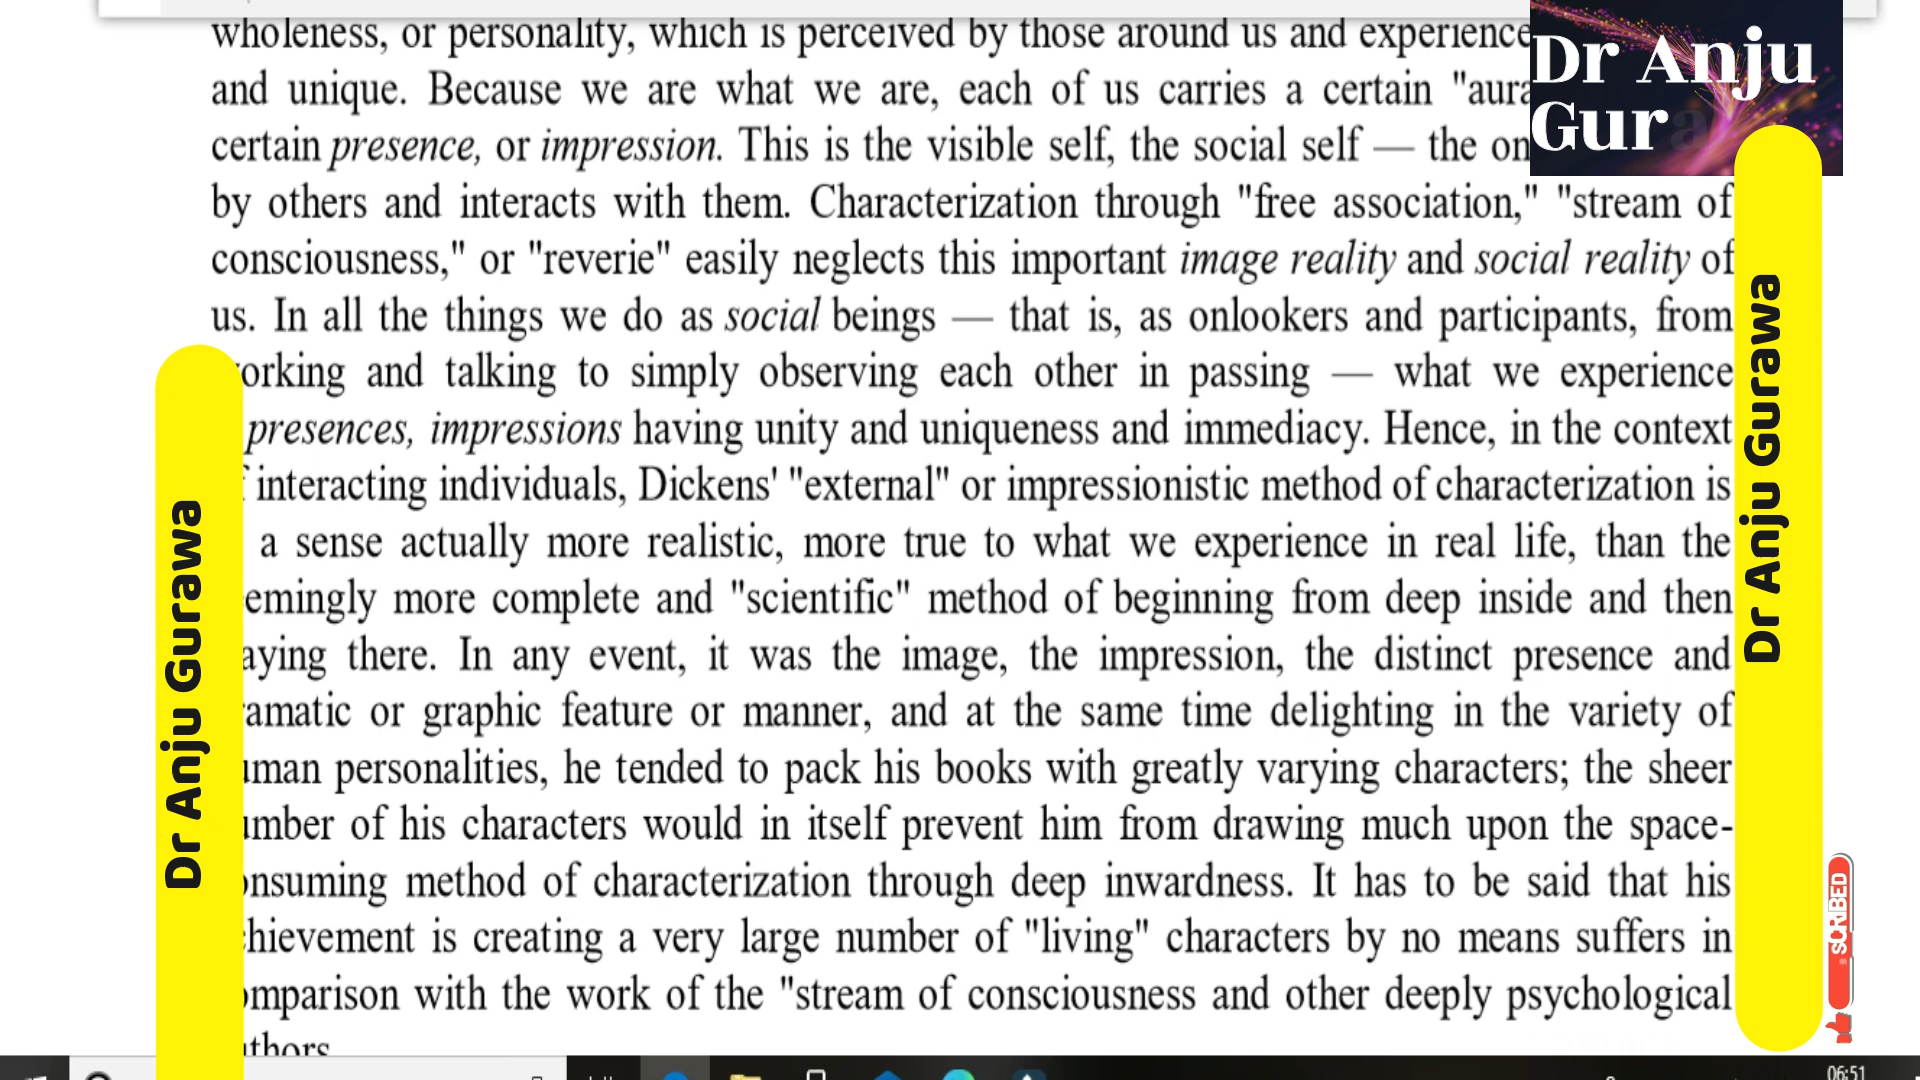 wholeness, or personality, which is perceived by those around us and experience
and unique. Because we are what we are, each of us carries a certain "aura
certain presence, or impression. This is the visible self, the social self — the on
by others and interacts with them. Characterization through "free association," "stream of
consciousness," or "reverie" easily neglects this important image reality and social reality of
us. In all the things we do as social beings — that is, as onlookers and participants, from
orking and talking to simply observing each other in passing — what we experience
presences, impressions having unity and uniqueness and immediacy. Hence, in the context
interacting individuals, Dickens' "external" or impressionistic method of characterization is
a sense actually more realistic, more true to what we experience in real life, than the
emingly more complete and "scientific" method of beginning from deep inside and then
aying there. In any event, it was the image, the impression, the distinct presence and
amatic or graphic feature or manner, and at the same time delighting in the variety of
uman personalities, he tended to pack his books with greatly varying characters; the sheer
umber of his characters would in itself prevent him from drawing much upon the space-
onsuming method of characterization through deep inwardness. It has to be said that his
chievement is creating a very large number of "living" characters by no means suffers in
omparison with the work of the "stream of consciousness and other deeply psychological
uthors
Dr Anju
Gura
Dr Anju Gurawa
Dr Anju Gurawa
SCRIBED
06:51